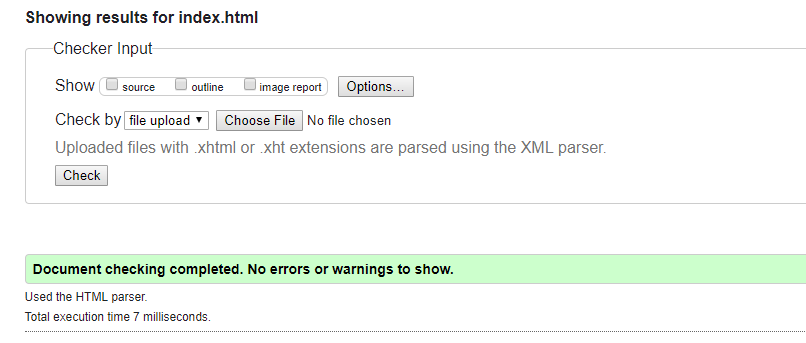 Showing results for index.html
Checker Input
Show source outline image report Options...
Check by file upload Choose File No file chosen
Uploaded files with .xhtml or .xht extensions are parsed using the XML parser.
Check
Document checking completed. No errors or warnings to show.
Used the HTML parser.
Total execution time 7 milliseconds.